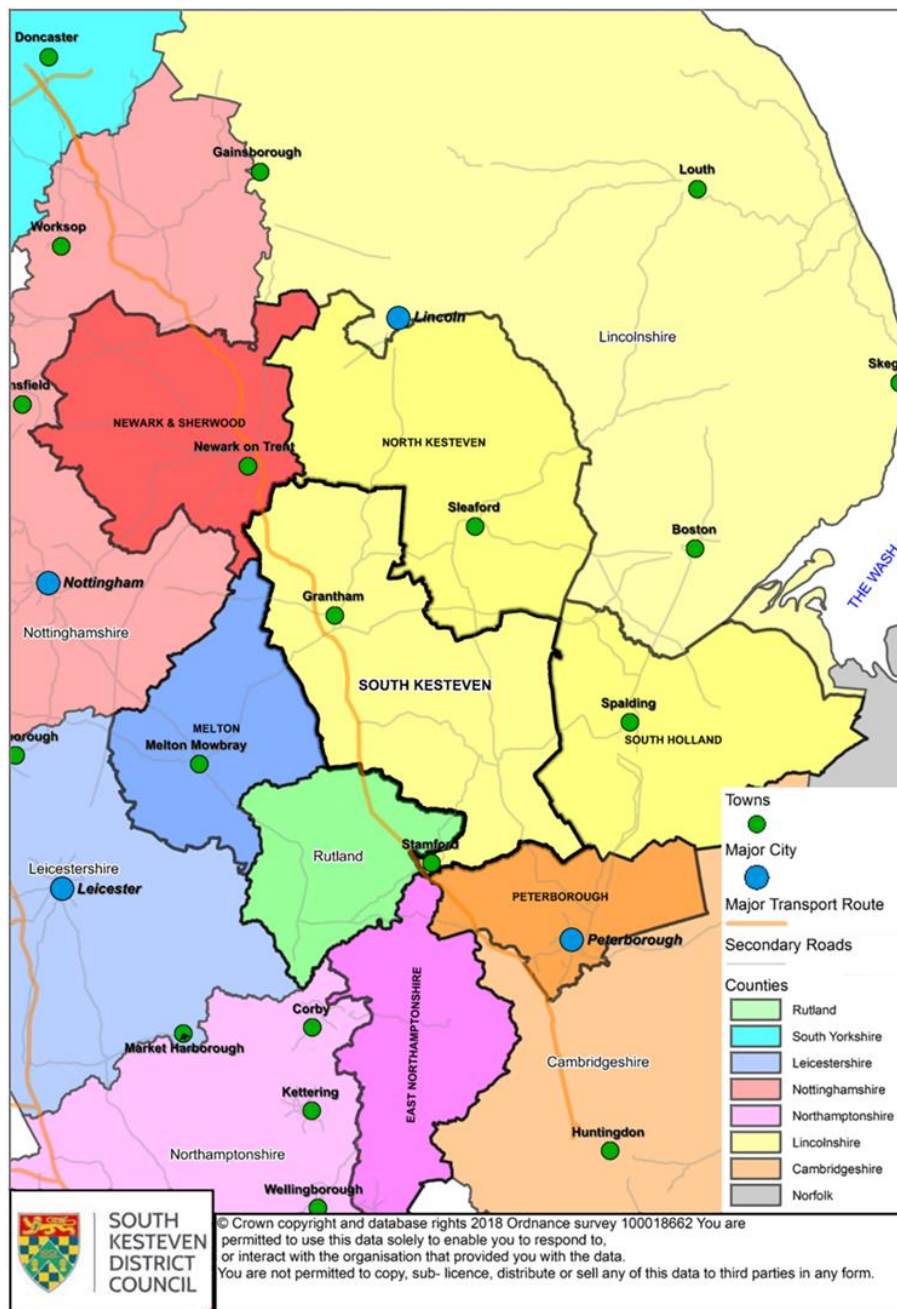 Doncaster
Gainsborough
Louth
Worksop
Lincoln
Lincolnshire
Skeg
nsfield
NEWARK & SHERWOOD
NORTH KESTEVEN
Newark on Trent
Sleaford
Boston
THE WASH
Nottingham
Grantham
Nottinghamshire
SOUTH KESTEVEN
Spalding
MELTON
SOUTH HOLLAND
orough
Melton Mowbray
Rutland
Stamford
Leicestershire
Leicester
PETERBOROUGH
Peterborough
EAST NORTHAMPTONSHIRE
Corby
Market Harborough
Cambridgeshire
Kettering
Huntingdon
Northamptonshire
Wellingborough
Towns
Major City
Major Transport Route
Secondary Roads
Counties
Rutland
South Yorkshire
Leicestershire
Nottinghamshire
Northamptonshire
Lincolnshire
Cambridgeshire
Norfolk
SOUTH
KESTEVEN
DISTRICT
COUNCIL
© Crown copyright and database rights 2018 Ordnance survey 100018662 You are
permitted to use this data solely to enable you to respond to,
or interact with the organisation that provided you with the data.
You are not permitted to copy, sub- licence, distribute or sell any of this data to third parties in any form.